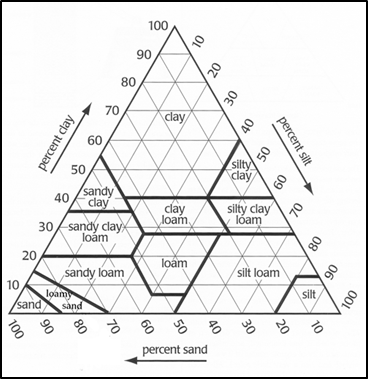 100
90
10
80
20
70
30
clay
60
40
percent clay
percent silt
50
silty
clay
50
40
sandy
clay
clay
loam
silty clay
loam
60
30
sandy clay
loam
70
20
sandy loam
loam
silt loam
80
10
loamy
sand
sand
silt
90
100
100
90
80
70
60
50
40
30
20
10
percent sand